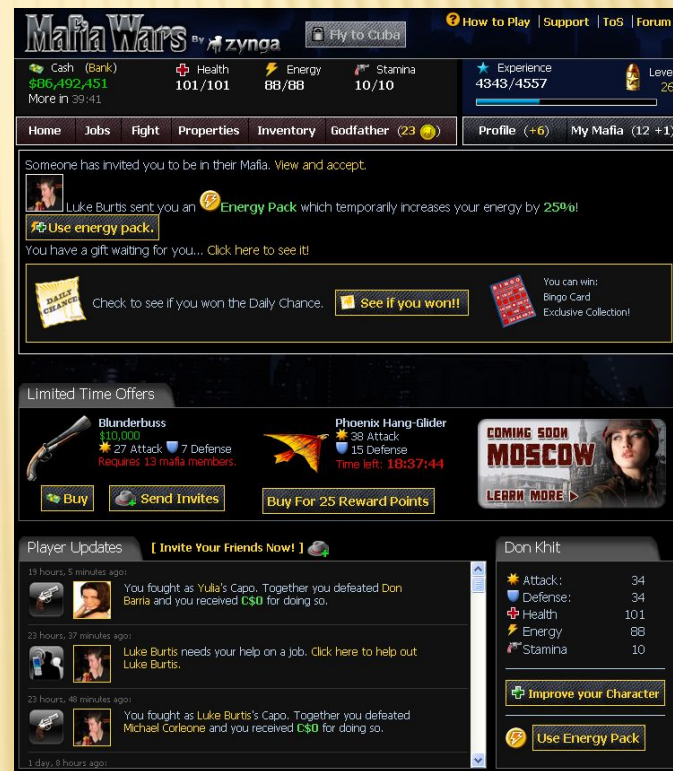 Mafia Wars BY zynga
Fly to Cuba
How to Play | Support | ToS | Forum
Cash (Bank)
$86,492,451
More in 39:41
Health
101/101
Energy
88/88
Stamina
10/10
Experience
4343/4557
Leve
26
Home Jobs Fight Properties Inventory Godfather (23)
Profile (+6) My Mafia (12 +1)
Someone has invited you to be in their Mafia. View and accept.
Luke Burtis sent you an Energy Pack which temporarily increases your energy by 25%!
Use energy pack.
You have a gift waiting for you... Click here to see it!
DAILY CHANCE
Check to see if you won the Daily Chance.
See if you won!!
BINGO
You can win:
Bingo Card
Exclusive Collection!
Limited Time Offers
Blunderbuss
$10,000
27 Attack 7 Defense
Requires 13 mafia members.
Buy
Send Invites
Phoenix Hang-Glider
38 Attack
15 Defense
Time left: 18:37:44
Buy For 25 Reward Points
COMING SOON
MOSCOW
LEARN MORE
Player Updates
[ Invite Your Friends Now! ]
19 hours, 5 minutes ago:
You fought as Yulia's Capo. Together you defeated Don
Barria and you received C$0 for doing so.
23 hours, 37 minutes ago:
Luke Burtis needs your help on a job. Click here to help out
Luke Burtis.
23 hours, 48 minutes ago:
You fought as Luke Burtis's Capo. Together you defeated
Michael Corleone and you received C$0 for doing so.
1 day, 8 hours ago:
Don Khit
Attack: 34
Defense: 34
Health 101
Energy 88
Stamina 10
Improve your Character
Use Energy Pack